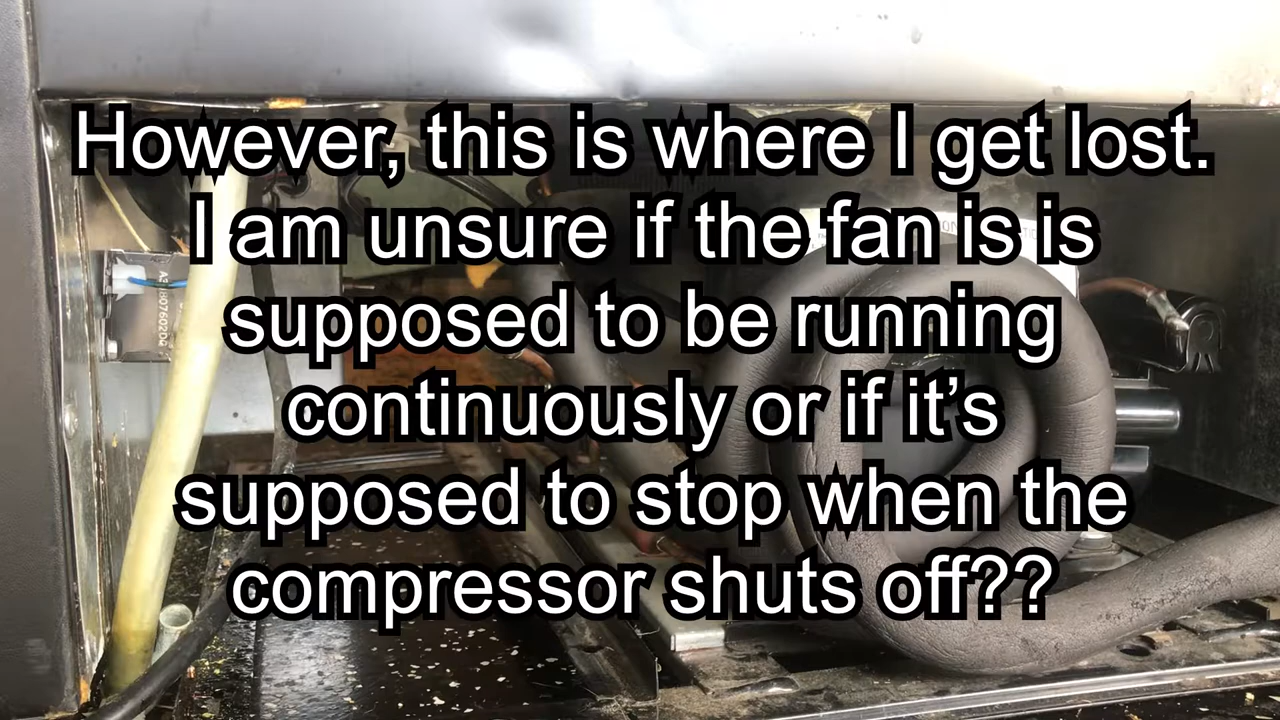 However, this is where I get lost.
I am unsure if the fan is is
supposed to be running
continuously or if it’s
supposed to stop when the
compressor shuts off??